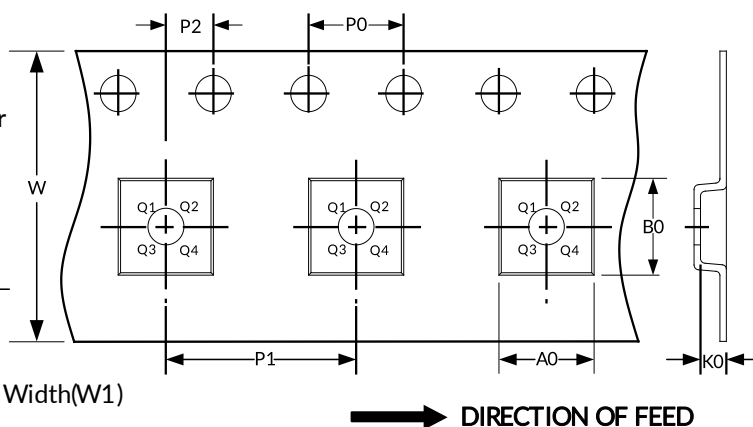 P2
P0
r
W
Q1 Q2
Q1 Q2
Q1 Q2
B0
Q3 Q4
Q3 Q4
Q3 Q4
P1
A0
K0
Width(W1)
DIRECTION OF FEED